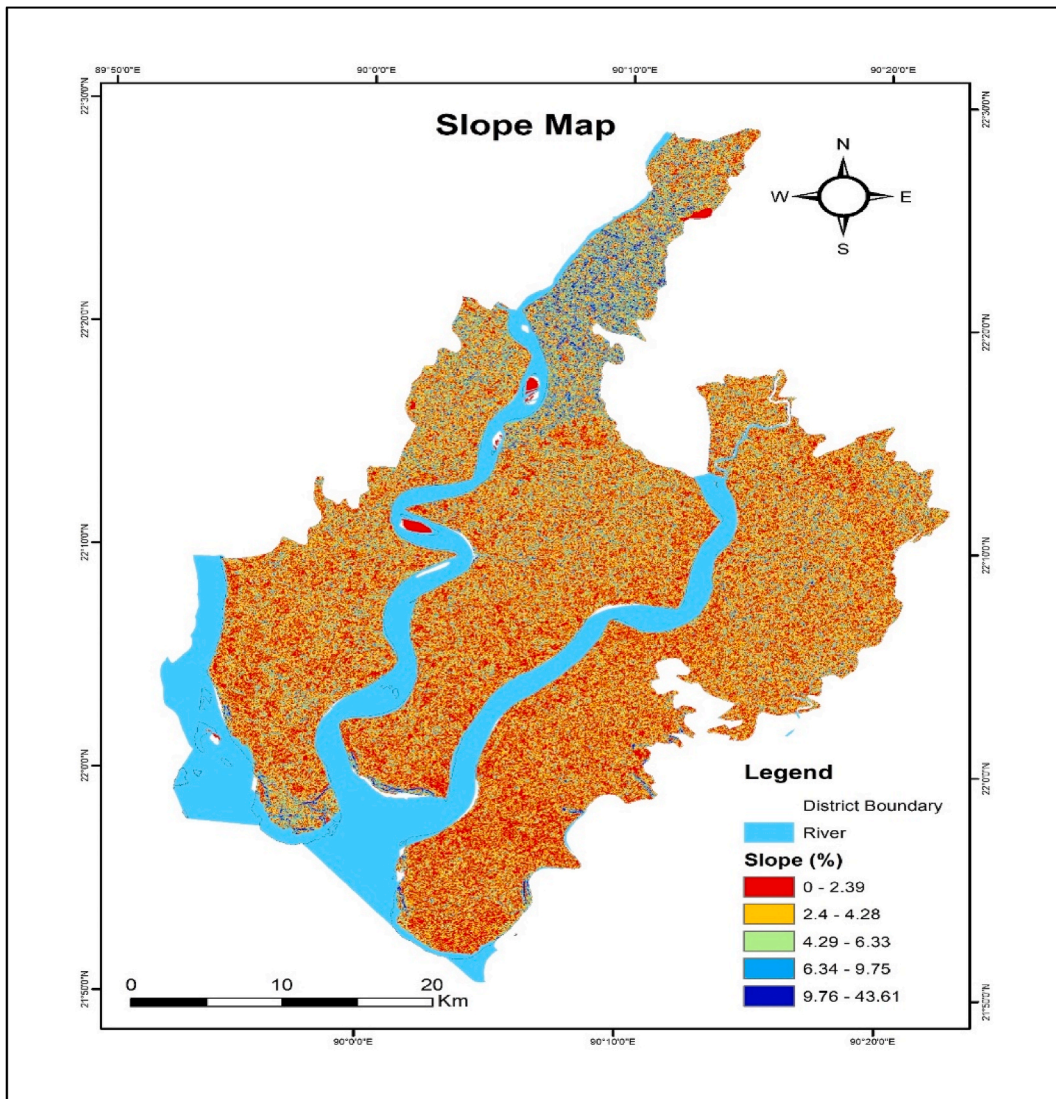 89°50'0"E 90°0'0"E 90°10'0"E 90°20'0"E
22°30'0"N
22°30'0"N
Slope Map
N
W E
S
22°20'0"N
22°20'0"N
22°10'0"N
22°10'0"N
22°0'0"N
22°0'0"N
Legend
District Boundary
River
Slope (%)
0 - 2.39
2.4 - 4.28
4.29 - 6.33
6.34 - 9.75
9.76 - 43.61
0 10 20
Km
21°50'0"N
21°50'0"N
90°0'0"E 90°10'0"E 90°20'0"E